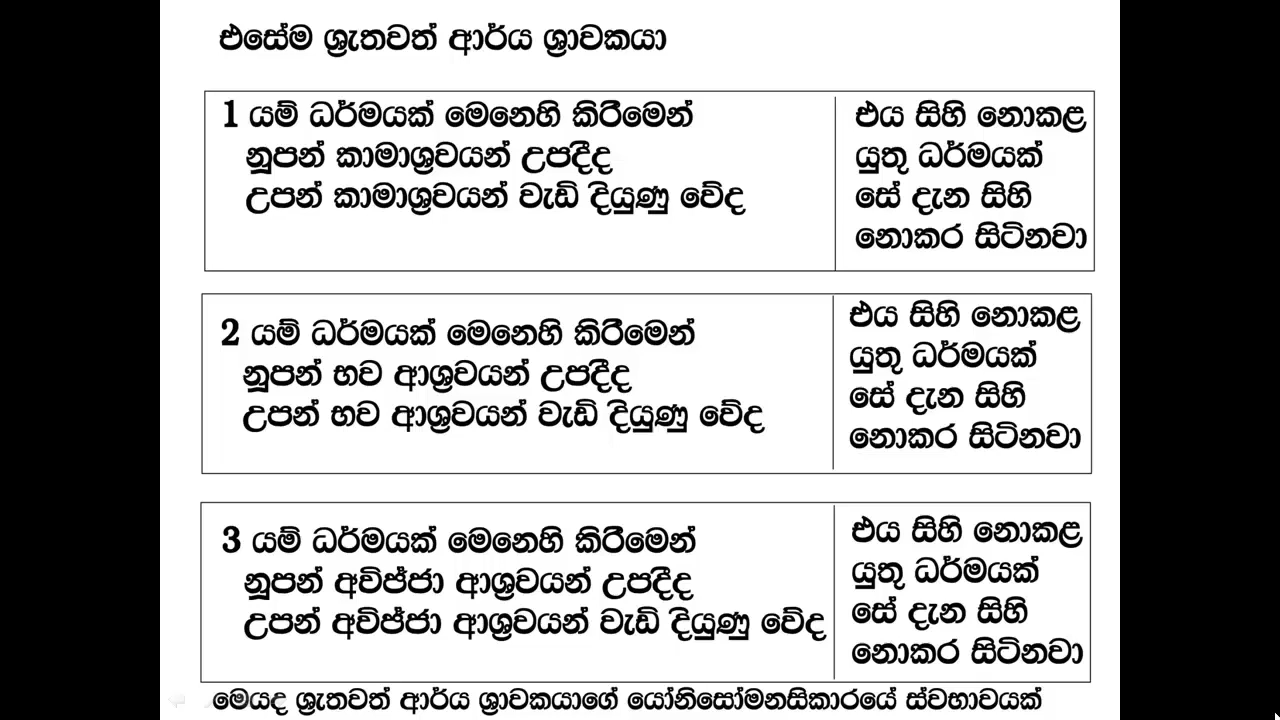 එසේම ශ්‍රැතවත් ආර්ය ශ්‍රාවකයා
1 යම් ධර්මයක් මෙනෙහි කිරීමෙන්
නූපන් කාමාශ්‍රවයන් උපදීද
උපන් කාමාශ්‍රවයන් වැඩි දියුණු වේද
එය සිහි නොකළ
යුතු ධර්මයක්
සේ දැන සිහි
නොකර සිටිනවා
2 යම් ධර්මයක් මෙනෙහි කිරීමෙන්
නූපන් භව ආශ්‍රවයන් උපදීද
උපන් භව ආශ්‍රවයන් වැඩි දියුණු වේද
එය සිහි නොකළ
යුතු ධර්මයක්
සේ දැන සිහි
නොකර සිටිනවා
3 යම් ධර්මයක් මෙනෙහි කිරීමෙන්
නූපන් අවිජ්ජා ආශ්‍රවයන් උපදීද
උපන් අවිජ්ජා ආශ්‍රවයන් වැඩි දියුණු වේද
එය සිහි නොකළ
යුතු ධර්මයක්
සේ දැන සිහි
නොකර සිටිනවා
මෙයද ශ්‍රැතවත් ආර්ය ශ්‍රාවකයාගේ යෝනිසෝමනසිකාරයේ ස්වභාවයක්